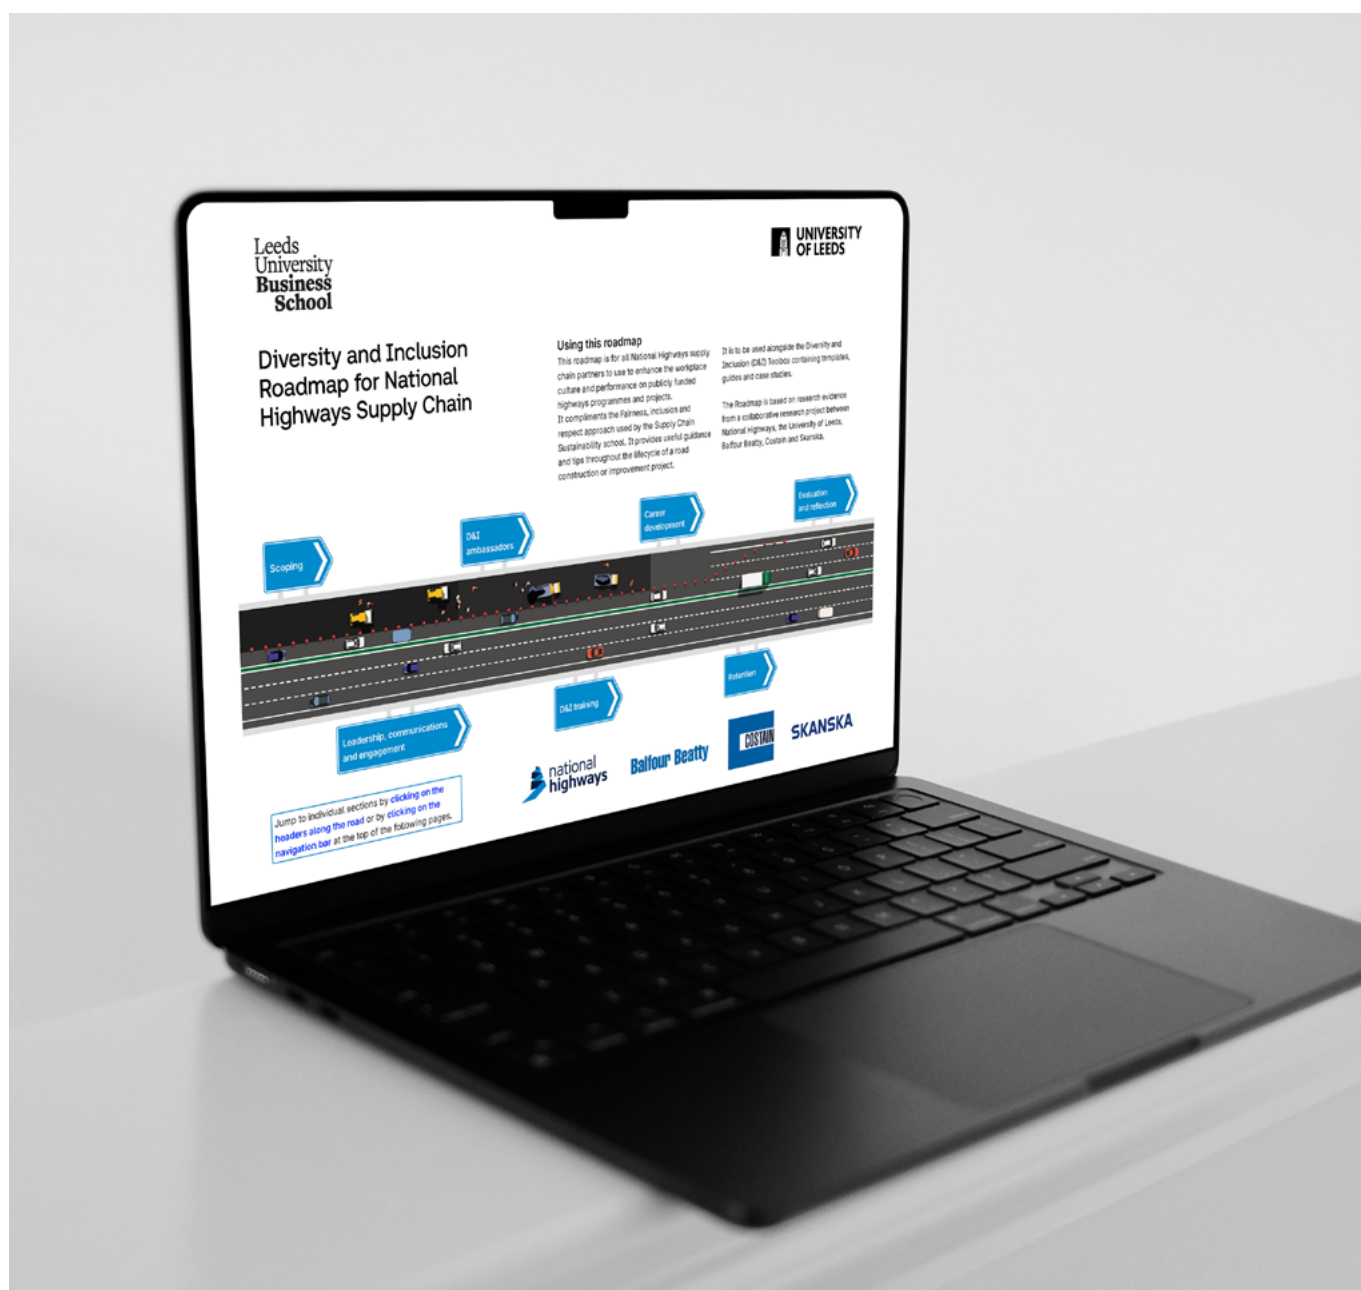 Leeds
University
Business
School
UNIVERSITY
OF LEEDS
Diversity and Inclusion
Roadmap for National
Highways Supply Chain
Using this roadmap
This roadmap is for all National Highways supply
chain partners to use to enhance the workplace
culture and performance on publicly funded
highways programmes and projects.
It compliments the Fairness, inclusion and
respect approach used by the Supply Chain
Sustainability school. It provides useful guidance
and tips throughout the lifecycle of a road
construction or improvement project.
It is to be used alongside the Diversity and
Inclusion (D&I) Toolbox containing templates,
guides and case studies.
The Roadmap is based on research evidence
from a collaborative research project between
National Highways, the University of Leeds,
Balfour Beatty, Costain and Skanska.
Scoping
D&I
ambassadors
Career
development
Evaluation
and reflection
Leadership, communications
and engagement
D&I training
Retention
national
highways
Balfour Beatty
COSTAIN
SKANSKA
Jump to individual sections by clicking on the
headers along the road or by clicking on the
navigation bar at the top of the following pages.